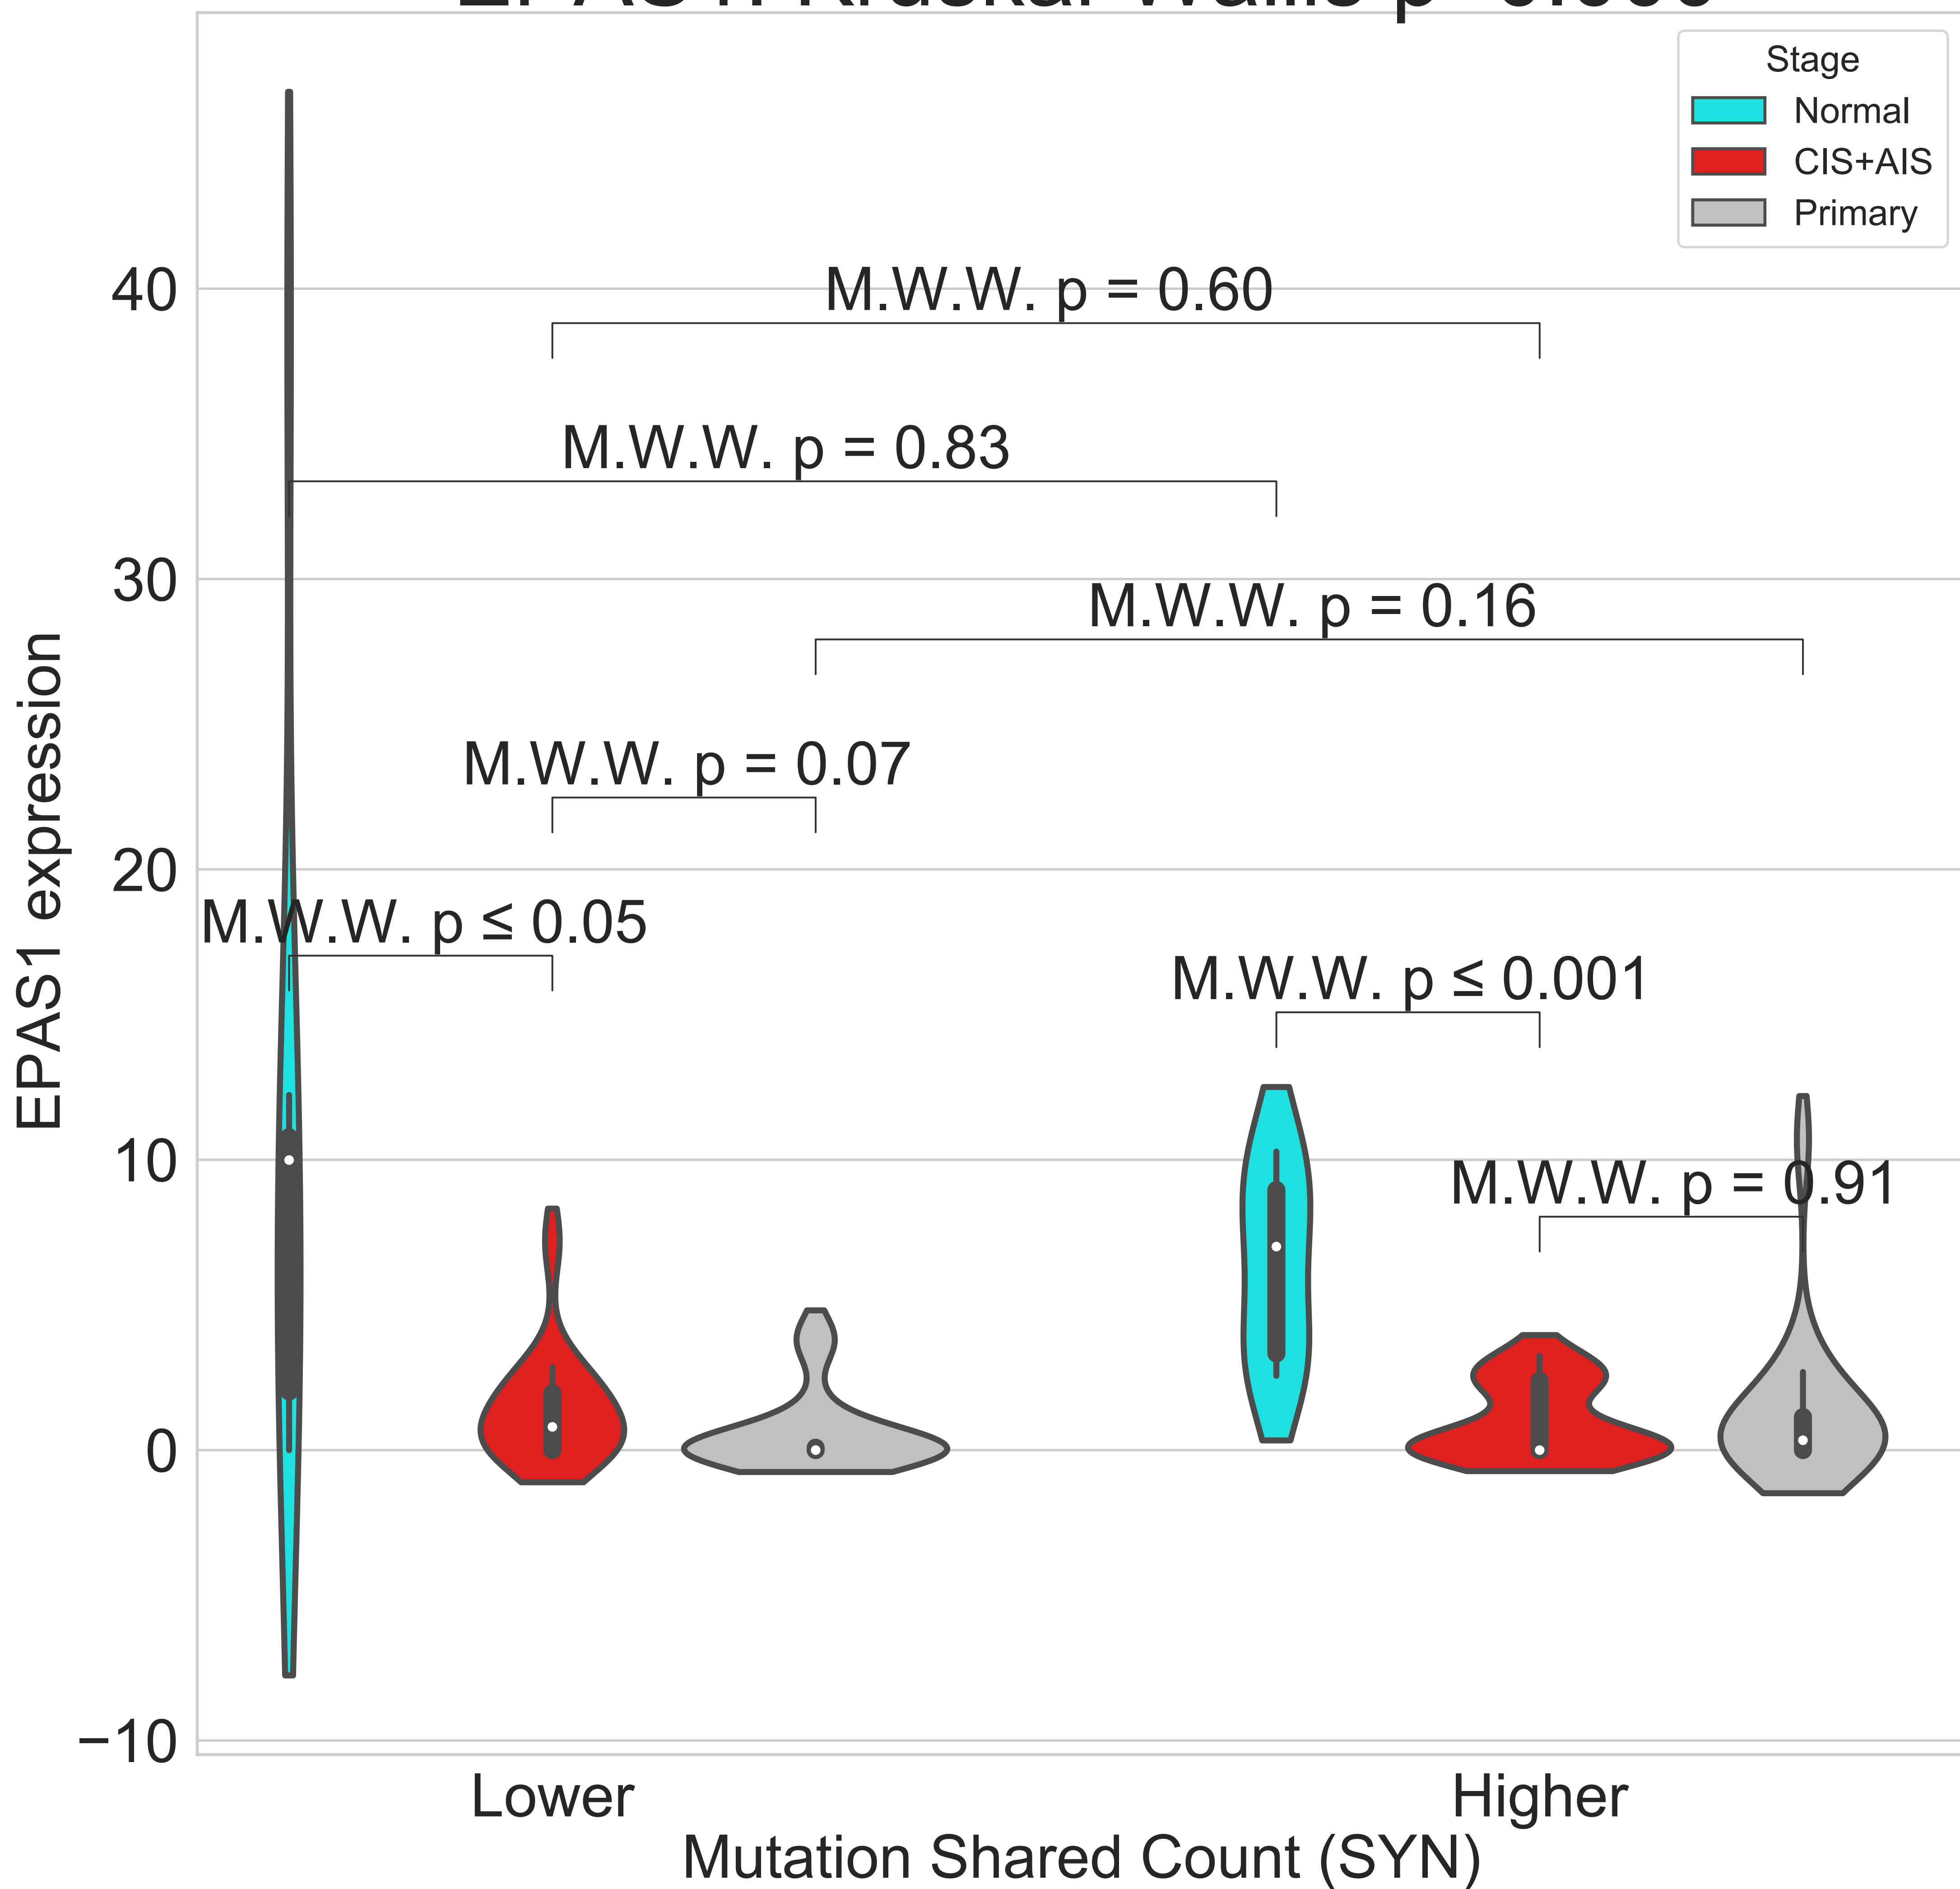 Stage
Normal
CIS+AIS
Primary
40
30
20
10
0
−10
EPAS1 expression
M.W.W. p = 0.60
M.W.W. p = 0.83
M.W.W. p = 0.16
M.W.W. p = 0.07
M.W.W. p ≤ 0.05
M.W.W. p ≤ 0.001
M.W.W. p = 0.91
Lower
Higher
Mutation Shared Count (SYN)